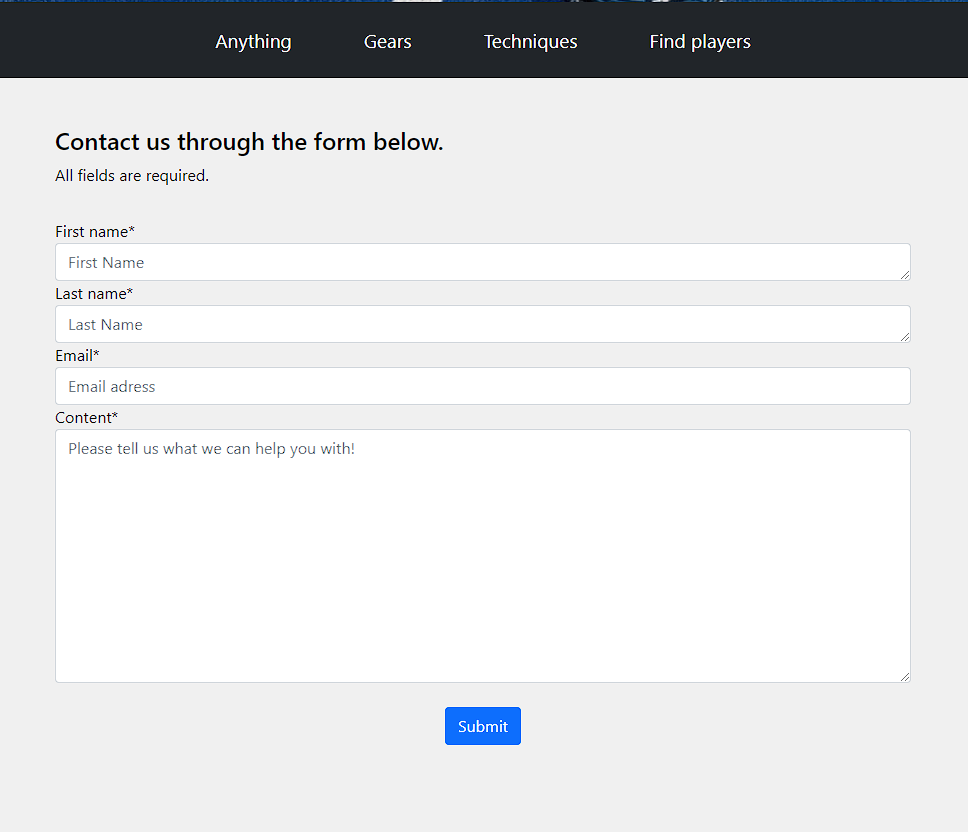 Anything Gears Techniques Find players
Contact us through the form below.
All fields are required.
First name*
First Name
Last name*
Last Name
Email*
Email adress
Content*
Please tell us what we can help you with!
Submit